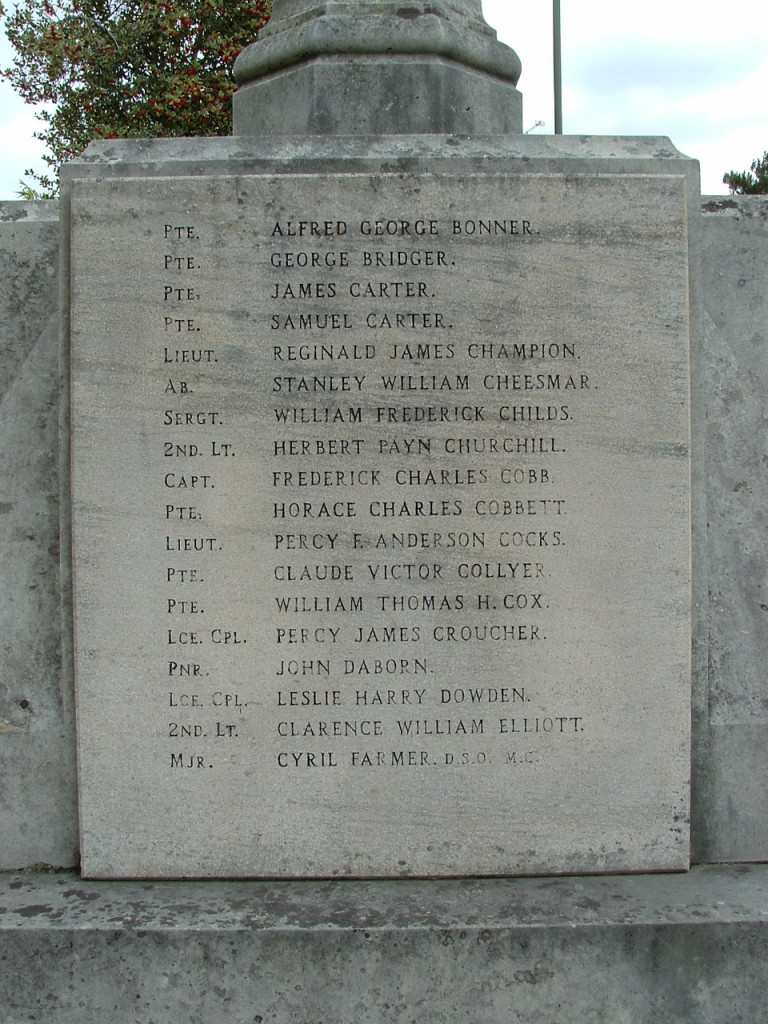 PTE. ALFRED GEORGE BONNER.
PTE. GEORGE BRIDGER.
PTE. JAMES CARTER.
PTE. SAMUEL CARTER.
LIEUT. REGINALD JAMES CHAMPION.
AB. STANLEY WILLIAM CHEESMAR.
SERGT. WILLIAM FREDERICK CHILDS.
2ND. LT. HERBERT PAYN CHURCHILL.
CAPT. FREDERICK CHARLES COBB.
PTE. HORACE CHARLES COBBETT.
LIEUT. PERCY F. ANDERSON COCKS.
PTE. CLAUDE VICTOR COLLYER.
PTE. WILLIAM THOMAS H. COX.
LCE. CPL. PERCY JAMES CROUCHER.
PNR. JOHN DABORN.
LCE. CPL. LESLIE HARRY DOWDEN.
2ND. LT. CLARENCE WILLIAM ELLIOTT.
MJR. CYRIL FARMER. D.S.O. M.C.